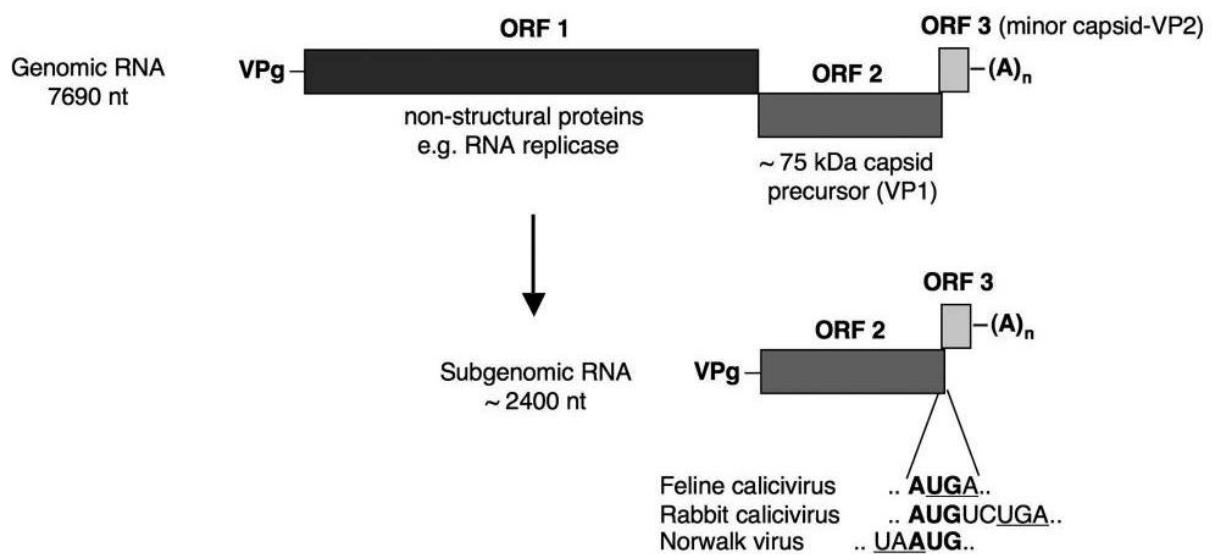 ORF 1
ORF 3 (minor capsid-VP2)
Genomic RNA
7690 nt
VPg
ORF 2
(A)n
non-structural proteins
e.g. RNA replicase
~ 75 kDa capsid
precursor (VP1)
ORF 3
ORF 2
(A)n
Subgenomic RNA
~ 2400 nt
VPg
Feline calicivirus .. AUGA..
Rabbit calicivirus .. AUGUCUGA..
Norwalk virus .. UAAUG..